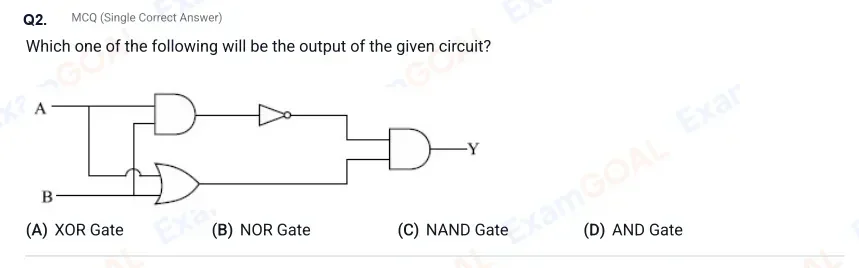 Q2. MCQ (Single Correct Answer)
Which one of the following will be the output of the given circuit?
A
Y
B
(A) XOR Gate (B) NOR Gate (C) NAND Gate (D) AND Gate
ExamGOAL